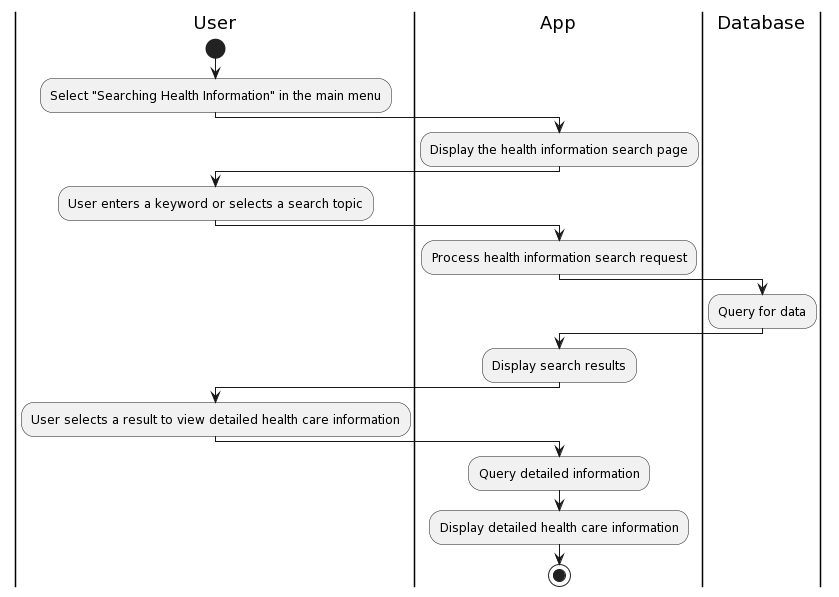 User
App
Database
Select "Searching Health Information" in the main menu
Display the health information search page
User enters a keyword or selects a search topic
Process health information search request
Query for data
Display search results
User selects a result to view detailed health care information
Query detailed information
Display detailed health care information